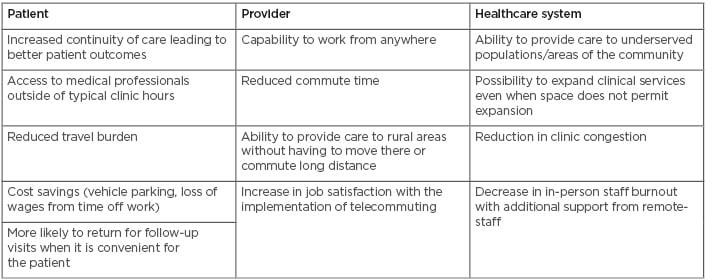 Patient
Provider
Healthcare system
Increased continuity of care leading to
better patient outcomes
Capability to work from anywhere
Ability to provide care to underserved
populations/areas of the community
Access to medical professionals
outside of typical clinic hours
Reduced commute time
Possibility to expand clinical services
even when space does not permit
expansion
Reduced travel burden
Ability to provide care to rural areas
without having to move there or
commute long distance
Reduction in clinic congestion
Cost savings (vehicle parking, loss of
wages from time off work)
Increase in job satisfaction with the
implementation of telecommuting
Decrease in in-person staff burnout
with additional support from remote-
staff
More likely to return for follow-up
visits when it is convenient for
the patient